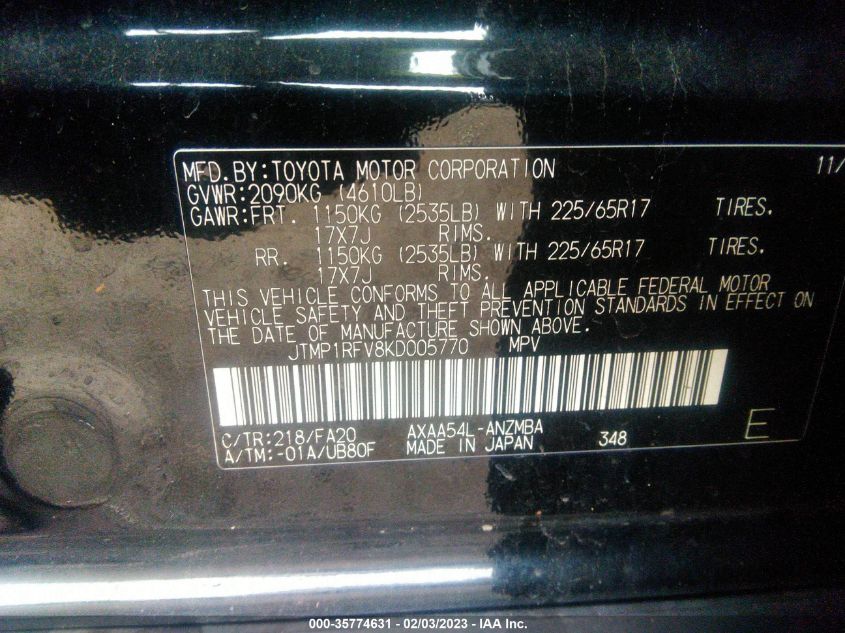 MFD.BY:TOYOTA MOTOR CORPORATION 11/
GVWR:2090KG (4610LB)
GAWR:FRT. 1150KG (2535LB) WITH 225/65R17 TIRES.
17X7J RIMS.
RR. 1150KG (2535LB) WITH 225/65R17 TIRES.
17X7J RIMS.
THIS VEHICLE CONFORMS TO ALL APPLICABLE FEDERAL MOTOR
VEHICLE SAFETY AND THEFT PREVENTION STANDARDS IN EFFECT ON
THE DATE OF MANUFACTURE SHOWN ABOVE.
JTMP1RFV8KD005770 MPV
C/TR:218/FA20 AXAA54L-ANZMBA 348 E
A/TM:-01A/UB80F MADE IN JAPAN
000-35774631 - 02/03/2023 - IAA Inc.